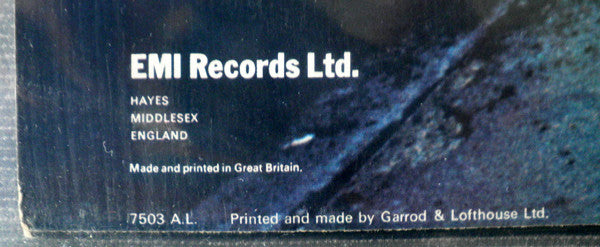 EMI Records Ltd.
HAYES
MIDDLESEX
ENGLAND
Made and printed in Great Britain.
7503 A.L. Printed and made by Garrod & Lofthouse Ltd.